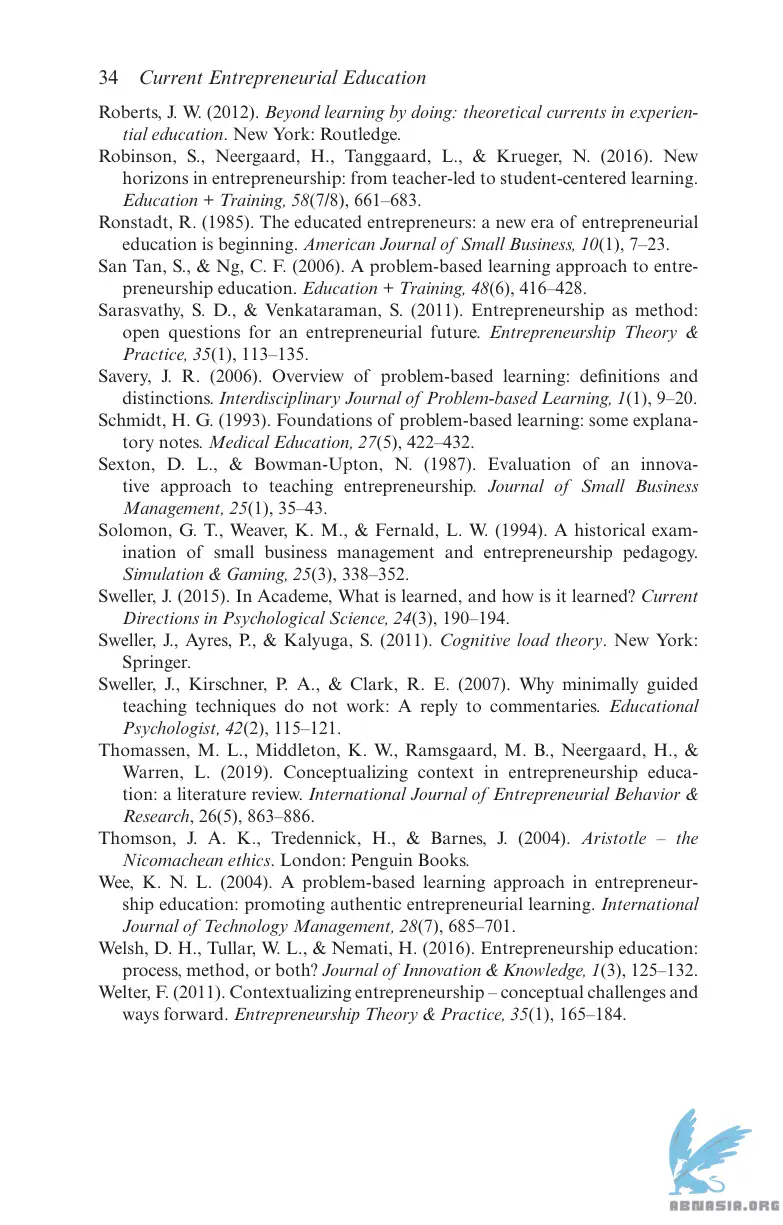 34 Current Entrepreneurial Education
Roberts, J. W. (2012). Beyond learning by doing: theoretical currents in experien-
tial education. New York: Routledge.
Robinson, S., Neergaard, H., Tanggaard, L., & Krueger, N. (2016). New
horizons in entrepreneurship: from teacher-led to student-centered learning.
Education + Training, 58(7/8), 661–683.
Ronstadt, R. (1985). The educated entrepreneurs: a new era of entrepreneurial
education is beginning. American Journal of Small Business, 10(1), 7–23.
San Tan, S., & Ng, C. F. (2006). A problem-based learning approach to entre-
preneurship education. Education + Training, 48(6), 416–428.
Sarasvathy, S. D., & Venkataraman, S. (2011). Entrepreneurship as method:
open questions for an entrepreneurial future. Entrepreneurship Theory &
Practice, 35(1), 113–135.
Savery, J. R. (2006). Overview of problem-based learning: definitions and
distinctions. Interdisciplinary Journal of Problem-based Learning, 1(1), 9–20.
Schmidt, H. G. (1993). Foundations of problem-based learning: some explana-
tory notes. Medical Education, 27(5), 422–432.
Sexton, D. L., & Bowman-Upton, N. (1987). Evaluation of an innova-
tive approach to teaching entrepreneurship. Journal of Small Business
Management, 25(1), 35–43.
Solomon, G. T., Weaver, K. M., & Fernald, L. W. (1994). A historical exam-
ination of small business management and entrepreneurship pedagogy.
Simulation & Gaming, 25(3), 338–352.
Sweller, J. (2015). In Academe, What is learned, and how is it learned? Current
Directions in Psychological Science, 24(3), 190–194.
Sweller, J., Ayres, P., & Kalyuga, S. (2011). Cognitive load theory. New York:
Springer.
Sweller, J., Kirschner, P. A., & Clark, R. E. (2007). Why minimally guided
teaching techniques do not work: A reply to commentaries. Educational
Psychologist, 42(2), 115–121.
Thomassen, M. L., Middleton, K. W., Ramsgaard, M. B., Neergaard, H., &
Warren, L. (2019). Conceptualizing context in entrepreneurship educa-
tion: a literature review. International Journal of Entrepreneurial Behavior &
Research, 26(5), 863–886.
Thomson, J. A. K., Tredennick, H., & Barnes, J. (2004). Aristotle – the
Nicomachean ethics. London: Penguin Books.
Wee, K. N. L. (2004). A problem-based learning approach in entrepreneur-
ship education: promoting authentic entrepreneurial learning. International
Journal of Technology Management, 28(7), 685–701.
Welsh, D. H., Tullar, W. L., & Nemati, H. (2016). Entrepreneurship education:
process, method, or both? Journal of Innovation & Knowledge, 1(3), 125–132.
Welter, F. (2011). Contextualizing entrepreneurship – conceptual challenges and
ways forward. Entrepreneurship Theory & Practice, 35(1), 165–184.
ABNASIA.ORG